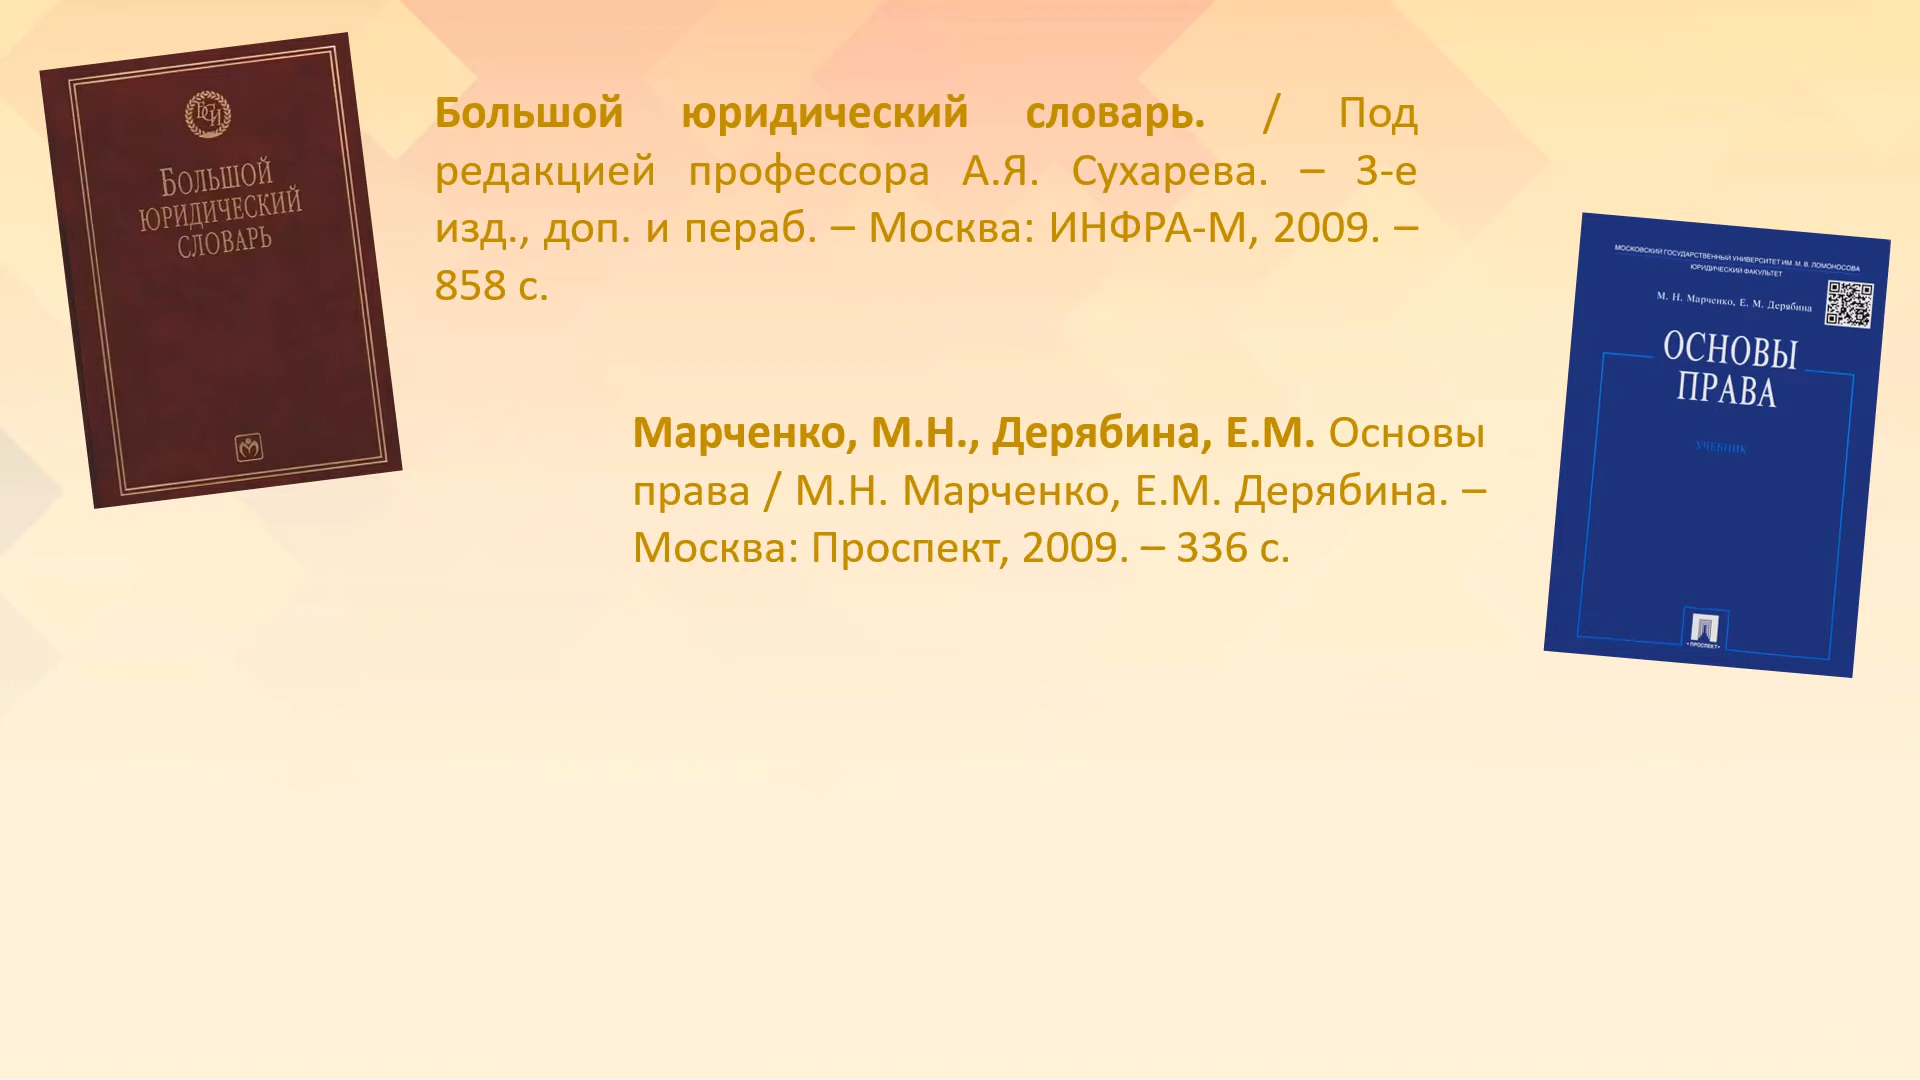 БОЛЬШОЙ
ЮРИДИЧЕСКИЙ
СЛОВАРЬ
Большой юридический словарь. / Под
редакцией профессора А.Я. Сухарева. – 3-е
изд., доп. и пераб. – Москва: ИНФРА-М, 2009. –
858 с.
Марченко, М.Н., Дерябина, Е.М. Основы
права / М.Н. Марченко, Е.М. Дерябина. –
Москва: Проспект, 2009. – 336 с.
МОСКОВСКИЙ ГОСУДАРСТВЕННЫЙ УНИВЕРСИТЕТ ИМ. М. В. ЛОМОНОСОВА
ЮРИДИЧЕСКИЙ ФАКУЛЬТЕТ
М. Н. Марченко, Е. М. Дерябина
ОСНОВЫ
ПРАВА
УЧЕБНИК
•ПРОСПЕКТ•